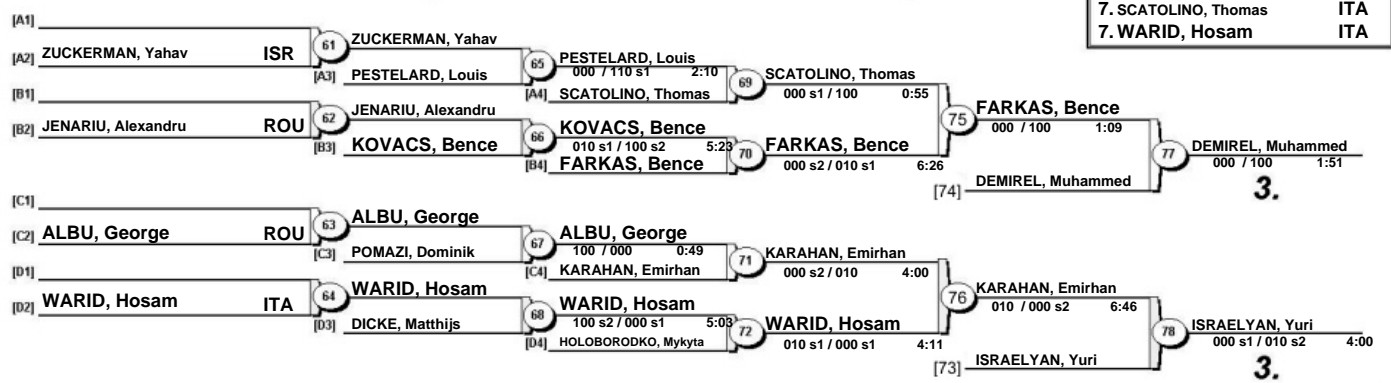 7. SCATOLINO, Thomas ITA
7. WARID, Hosam ITA
[A1]
[A2] ZUCKERMAN, Yahav ISR
61
ZUCKERMAN, Yahav
[A3] PESTELARD, Louis
65
PESTELARD, Louis
000 / 110 s1 2:10
[A4] SCATOLINO, Thomas
69
SCATOLINO, Thomas
000 s1 / 100 0:55
[B1]
[B2] JENARIU, Alexandru ROU
62
JENARIU, Alexandru
[B3] KOVACS, Bence
66
KOVACS, Bence
010 s1 / 100 s2 5:23
[B4] FARKAS, Bence
70
FARKAS, Bence
000 s2 / 010 s1 6:26
75
FARKAS, Bence
000 / 100 1:09
[74] DEMIREL, Muhammed
77
DEMIREL, Muhammed
000 / 100 1:51
3.
[C1]
[C2] ALBU, George ROU
63
ALBU, George
[C3] POMAZI, Dominik
67
ALBU, George
100 / 000 0:49
[C4] KARAHAN, Emirhan
71
KARAHAN, Emirhan
000 s2 / 010 4:00
[D1]
[D2] WARID, Hosam ITA
64
WARID, Hosam
[D3] DICKE, Matthijs
68
WARID, Hosam
100 s2 / 000 s1 5:03
[D4] HOLOBORODKO, Mykyta
72
WARID, Hosam
010 s1 / 000 s1 4:11
76
KARAHAN, Emirhan
010 / 000 s2 6:46
[73] ISRAELYAN, Yuri
78
ISRAELYAN, Yuri
000 s1 / 010 s2 4:00
3.